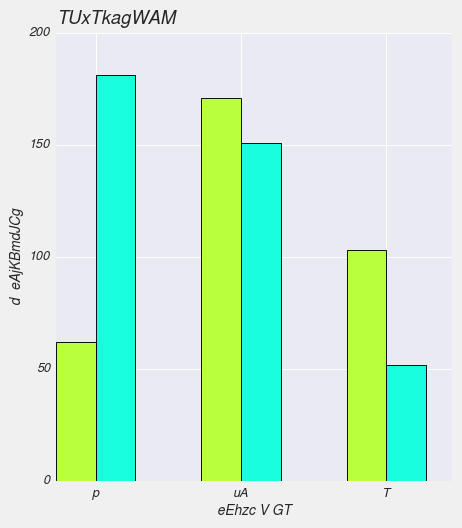 TUxTkagWAM
200
150
100
50
0
d  eAjKBmdJCg
p
uA
T
eEhzc V GT